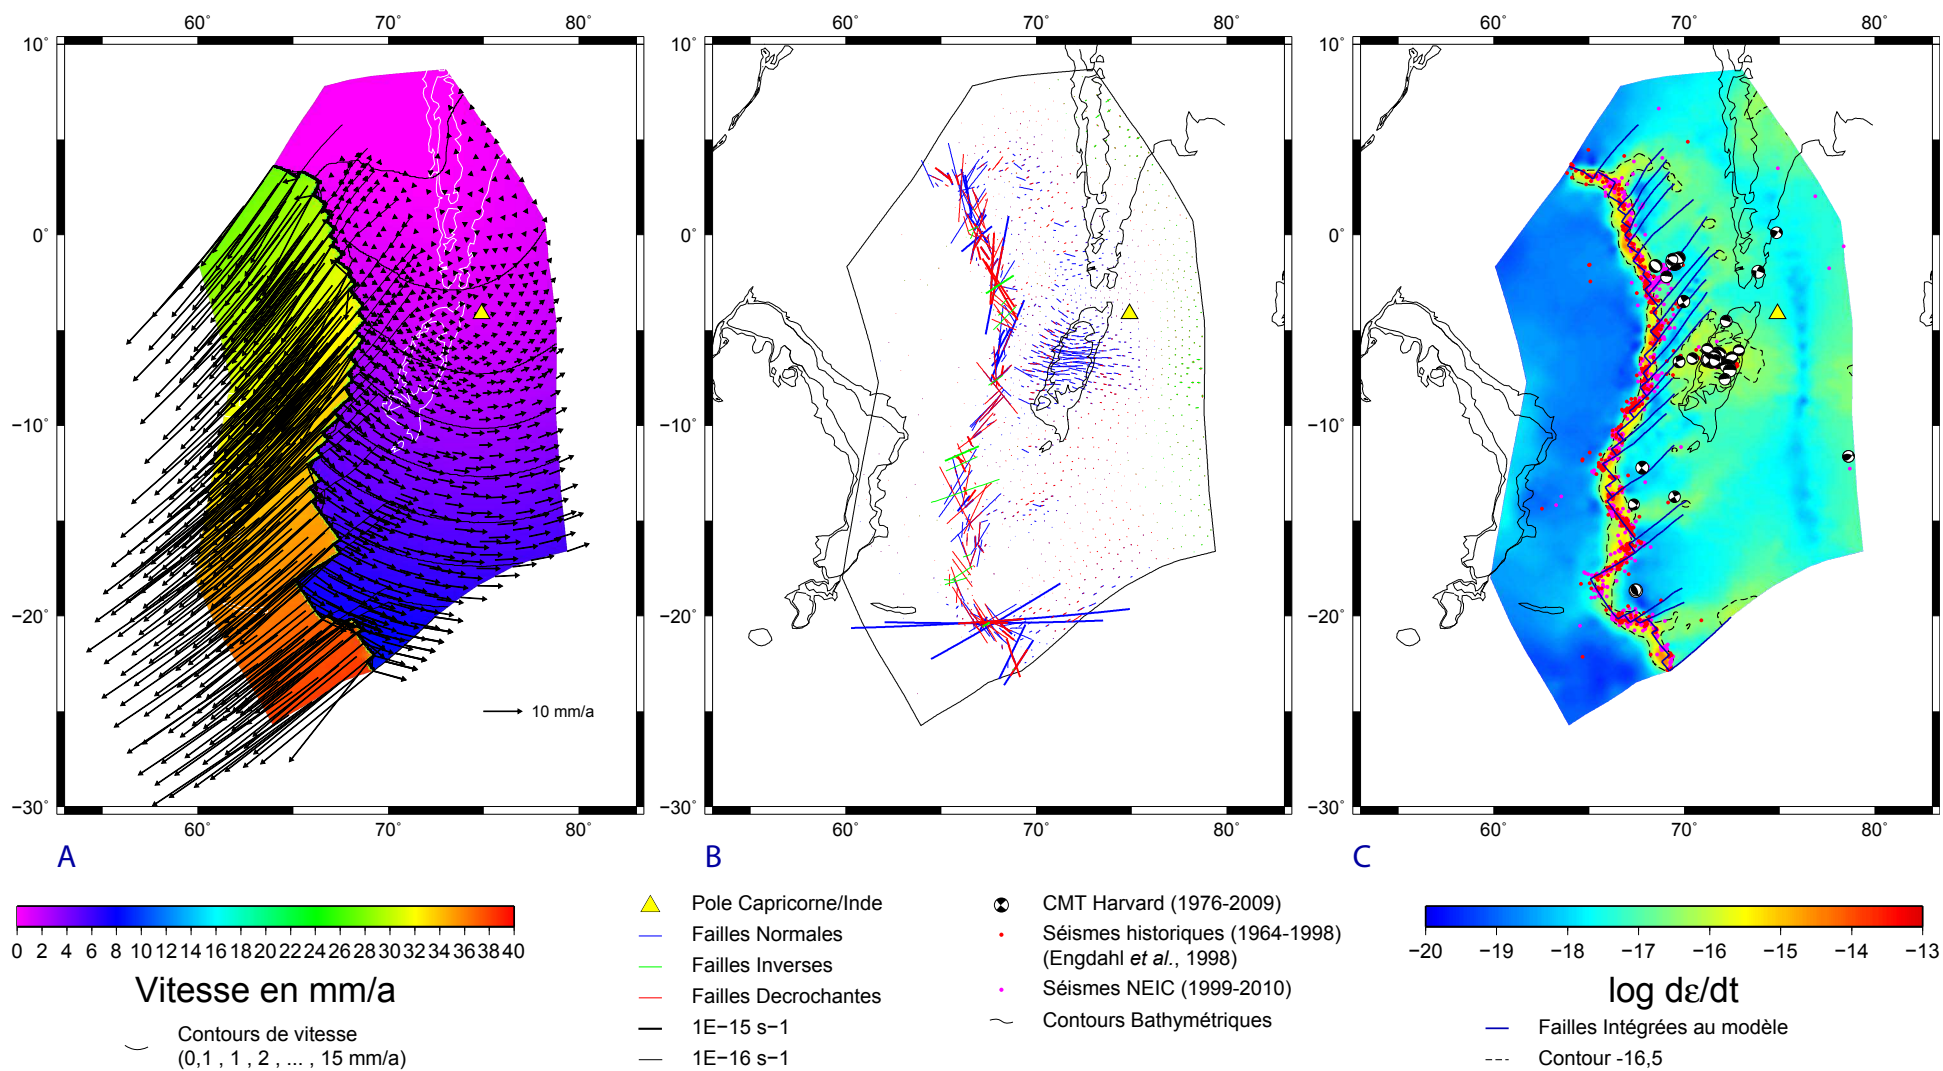 60° 70° 80° 60° 70° 80° 60° 70° 80°
10° 10° 10°
0° 0° 0°
−10° −10° −10°
−20° −20° −20°
10 mm/a
−30° −30° −30°
60° 70° 80° 60° 70° 80° 60° 70° 80°
A B C
0 2 4 6 8 10 12 14 16 18 20 22 24 26 28 30 32 34 36 38 40
Vitesse en mm/a
Contours de vitesse
(0,1 , 1 , 2 , ... , 15 mm/a)
Pole Capricorne/Inde
Failles Normales
Failles Inverses
Failles Decrochantes
1E−15 s−1
1E−16 s−1
CMT Harvard (1976-2009)
Séismes historiques (1964-1998)
(Engdahl et al., 1998)
Séismes NEIC (1999-2010)
Contours Bathymétriques
−20 −19 −18 −17 −16 −15 −14 −13
log dε/dt
Failles Intégrées au modèle
Contour -16,5